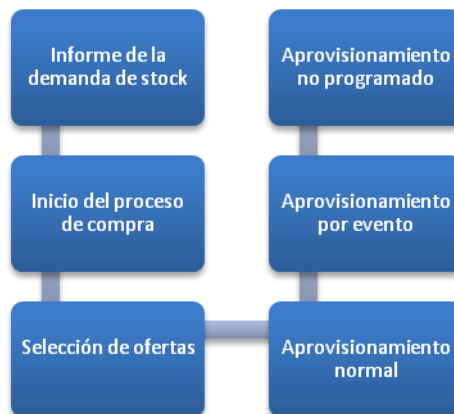 Informe de la
demanda de stock
Inicio del proceso
de compra
Selección de ofertas
Aprovisionamiento
normal
Aprovisionamiento
por evento
Aprovisionamiento
no programado